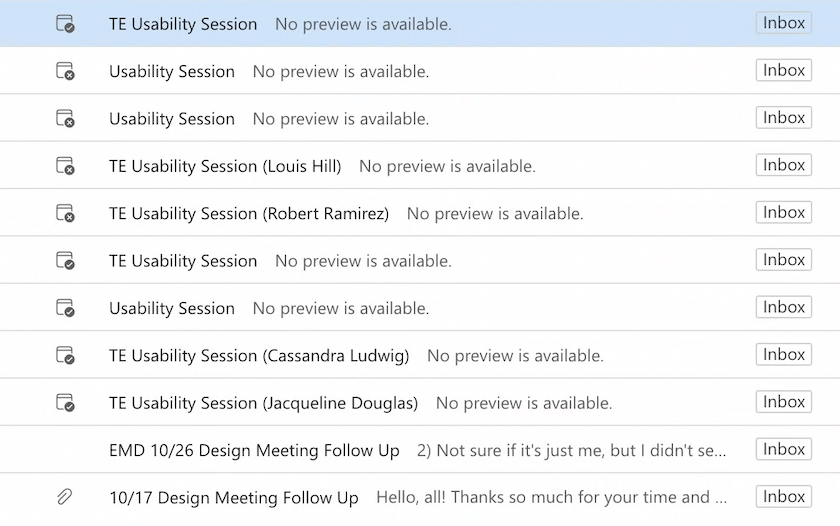 TE Usability Session No preview is available. Inbox
Usability Session No preview is available. Inbox
Usability Session No preview is available. Inbox
TE Usability Session (Louis Hill) No preview is available. Inbox
TE Usability Session (Robert Ramirez) No preview is available. Inbox
TE Usability Session No preview is available. Inbox
Usability Session No preview is available. Inbox
TE Usability Session (Cassandra Ludwig) No preview is available. Inbox
TE Usability Session (Jacqueline Douglas) No preview is available. Inbox
EMD 10/26 Design Meeting Follow Up 2) Not sure if it's just me, but I didn't se... Inbox
10/17 Design Meeting Follow Up Hello, all! Thanks so much for your time and ... Inbox